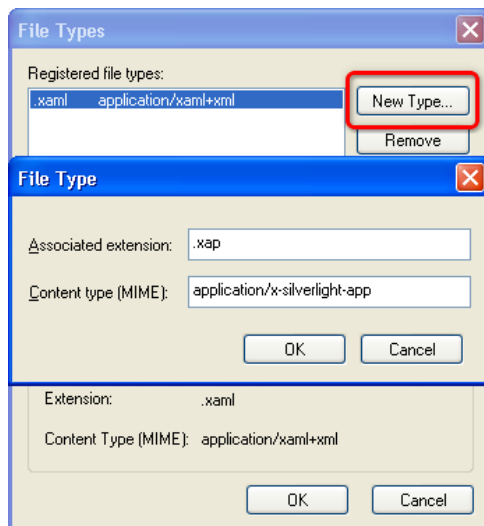 File Types
Registered file types:
.xaml application/xaml+xml
New Type...
Remove
File Type
Associated extension: .xap
Content type (MIME): application/x-silverlight-app
OK Cancel
Extension: .xaml
Content Type (MIME): application/xaml+xml
OK Cancel